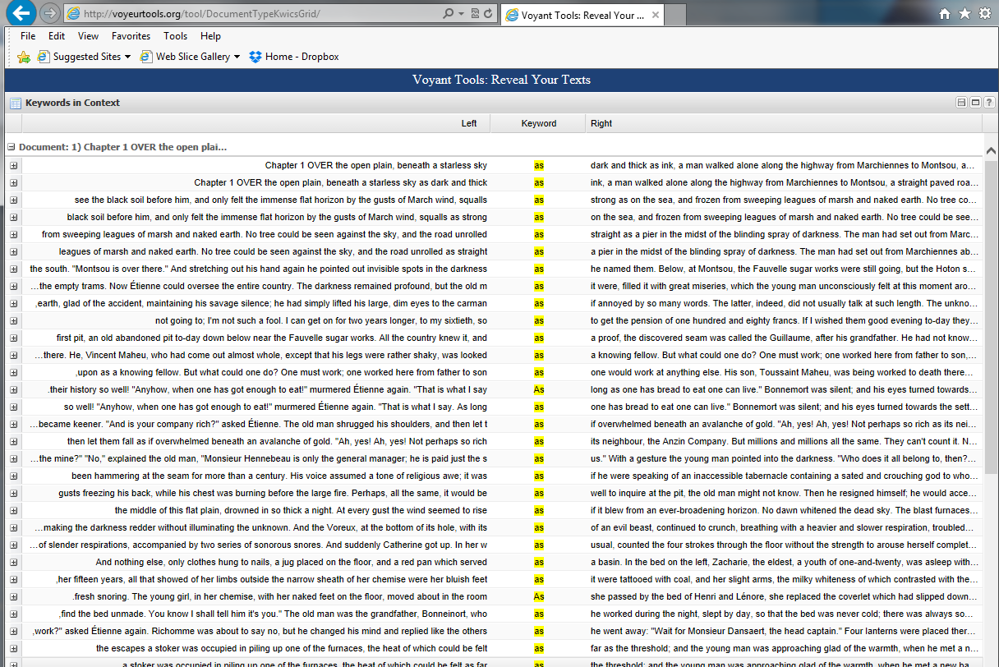 http://voyeurtools.org/tool/DocumentTypeKwicsGrid/
Voyant Tools: Reveal Your ...
File Edit View Favorites Tools Help
Suggested Sites Web Slice Gallery Home - Dropbox
Voyant Tools: Reveal Your Texts
Keywords in Context
Left Keyword Right
Document: 1) Chapter 1 OVER the open plai...
Chapter 1 OVER the open plain, beneath a starless sky as dark and thick as ink, a man walked alone along the highway from Marchiennes to Montsou, a...
Chapter 1 OVER the open plain, beneath a starless sky as dark and thick as ink, a man walked alone along the highway from Marchiennes to Montsou, a straight paved roa...
see the black soil before him, and only felt the immense flat horizon by the gusts of March wind, squalls as strong as on the sea, and frozen from sweeping leagues of marsh and naked earth. No tree co...
black soil before him, and only felt the immense flat horizon by the gusts of March wind, squalls as strong as on the sea, and frozen from sweeping leagues of marsh and naked earth. No tree could be see...
from sweeping leagues of marsh and naked earth. No tree could be seen against the sky, and the road unrolled as straight as a pier in the midst of the blinding spray of darkness. The man had set out from Marc...
leagues of marsh and naked earth. No tree could be seen against the sky, and the road unrolled as straight as a pier in the midst of the blinding spray of darkness. The man had set out from Marchiennes ab...
the south. "Montsou is over there." And stretching out his hand again he pointed out invisible spots in the darkness as he named them. Below, at Montsou, the Fauvelle sugar works were still going, but the Hoton s...
...the empty trams. Now Étienne could oversee the entire country. The darkness remained profound, but the old m as it were, filled it with great miseries, which the young man unconsciously felt at this moment aro...
,earth, glad of the accident, maintaining his savage silence; he had simply lifted his large, dim eyes to the carman as if annoyed by so many words. The latter, indeed, did not usually talk at such length. The unkno...
not going to; I'm not such a fool. I can get on for two years longer, to my sixtieth, so as to get the pension of one hundred and eighty francs. If I wished them good evening to-day they...
first pit, an old abandoned pit to-day down below near the Fauvelle sugar works. All the country knew it, and as a proof, the discovered seam was called the Guillaume, after his grandfather. He had not know...
...there. He, Vincent Maheu, who had come out almost whole, except that his legs were rather shaky, was looked as a knowing fellow. But what could one do? One must work; one worked here from father to son,...
,upon as a knowing fellow. But what could one do? One must work; one worked here from father to son as one would work at anything else. His son, Toussaint Maheu, was being worked to death there...
.their history so well! "Anyhow, when one has got enough to eat!" murmered Étienne again. "That is what I say As long as one has bread to eat one can live." Bonnemort was silent; and his eyes turned towards...
so well! "Anyhow, when one has got enough to eat!" murmered Étienne again. "That is what I say. As long as one has bread to eat one can live." Bonnemort was silent; and his eyes turned towards the sett...
...became keener. "And is your company rich?" asked Étienne. The old man shrugged his shoulders, and then let t as if overwhelmed beneath an avalanche of gold. "Ah, yes! Ah, yes! Not perhaps so rich as its nei...
then let them fall as if overwhelmed beneath an avalanche of gold. "Ah, yes! Ah, yes! Not perhaps so rich as its neighbour, the Anzin Company. But millions and millions all the same. They can't count it. N...
...the mine?" "No," explained the old man, "Monsieur Hennebeau is only the general manager; he is paid just the s as us." With a gesture the young man pointed into the darkness. "Who does it all belong to, then?...
been hammering at the seam for more than a century. His voice assumed a tone of religious awe; it was as if he were speaking of an inaccessible tabernacle containing a sated and crouching god to who...
gusts freezing his back, while his chest was burning before the large fire. Perhaps, all the same, it would be as well to inquire at the pit, the old man might not know. Then he resigned himself; he would acce...
the middle of this flat plain, drowned in so thick a night. At every gust the wind seemed to rise as if it blew from an ever-broadening horizon. No dawn whitened the dead sky. The blast furnaces...
...making the darkness redder without illuminating the unknown. And the Voreux, at the bottom of its hole, with its as of an evil beast, continued to crunch, breathing with a heavier and slower respiration, troubled...
...of slender respirations, accompanied by two series of sonorous snores. And suddenly Catherine got up. In her w as usual, counted the four strokes through the floor without the strength to arouse herself complet...
And nothing else, only clothes hung to nails, a jug placed on the floor, and a red pan which served as a basin. In the bed on the left, Zacharie, the eldest, a youth of one-and-twenty, was asleep with...
,her fifteen years, all that showed of her limbs outside the narrow sheath of her chemise were her bluish feet as it were tattooed with coal, and her slight arms, the milky whiteness of which contrasted with the...
.fresh snoring. The young girl, in her chemise, with her naked feet on the floor, moved about in the room As she passed by the bed of Henri and Lénore, she replaced the coverlet which had slipped down...
,find the bed unmade. You know I shall tell him it's you." The old man was the grandfather, Bonneinort, who as he worked during the night, slept by day, so that the bed was never cold; there was always so...
,work?" asked Étienne again. Richomme was about to say no, but he changed his mind and replied like the others as he went away: "Wait for Monsieur Dansaert, the head captain." Four lanterns were placed ther...
the escapes a stoker was occupied in piling up one of the furnaces, the heat of which could be felt as far as the threshold; and the young man was approaching glad of the warmth, when he met a n...
a stoker was occupied in piling up one of the furnaces, the heat of which could be felt as far as the threshold; and the young man was approaching glad of the warmth, when he met a new ba...